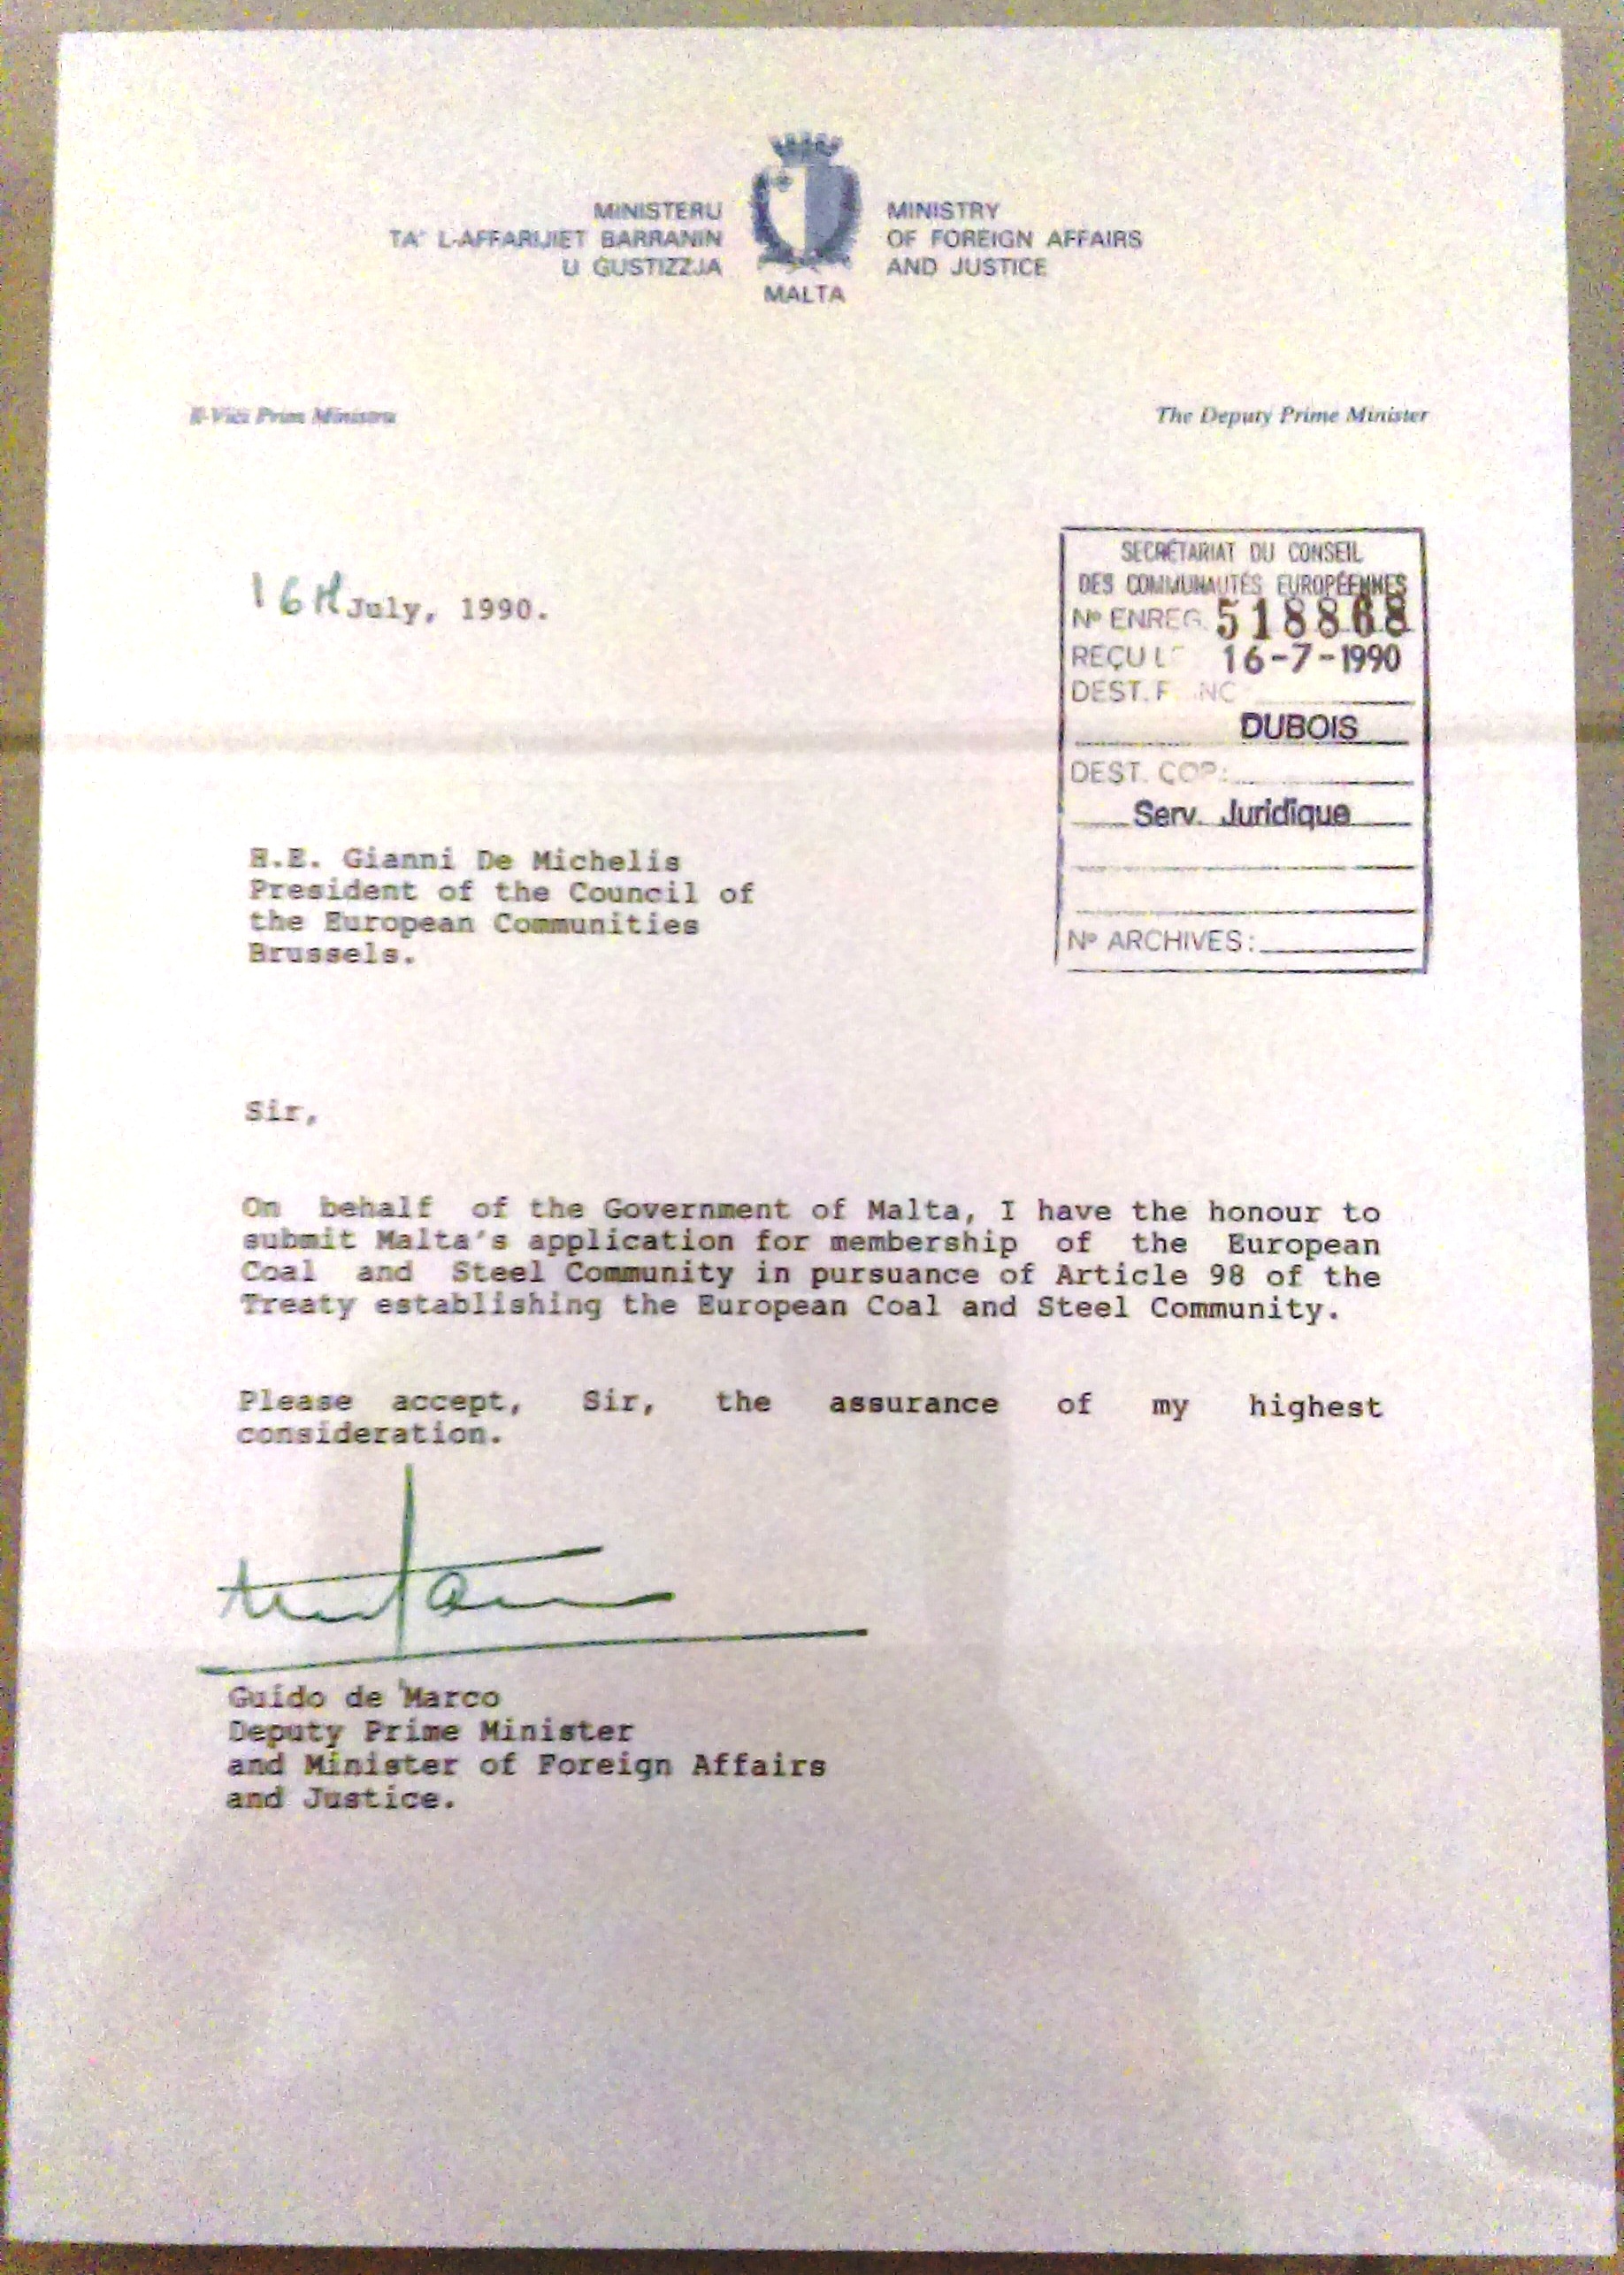 MINISTERU
TA' L-AFFARIJIET BARRANIN
U ĠUSTIZZJA
MINISTRY
OF FOREIGN AFFAIRS
AND JUSTICE
MALTA
Il-Viċi Prim Ministru
The Deputy Prime Minister
16th July, 1990.
SECRÉTARIAT DU CONSEIL
DES COMMUNAUTÉS EUROPÉENNES
Nº ENREG. 518868
REÇU LE 16-7-1990
DEST.
DUBOIS
DEST. COP:
Serv. Juridique
Nº ARCHIVES:
H.E. Gianni De Michelis
President of the Council of
the European Communities
Brussels.
Sir,
On behalf of the Government of Malta, I have the honour to
submit Malta's application for membership of the European
Coal and Steel Community in pursuance of Article 98 of the
Treaty establishing the European Coal and Steel Community.
Please accept, Sir, the assurance of my highest
consideration.
Guido de Marco
Deputy Prime Minister
and Minister of Foreign Affairs
and Justice.